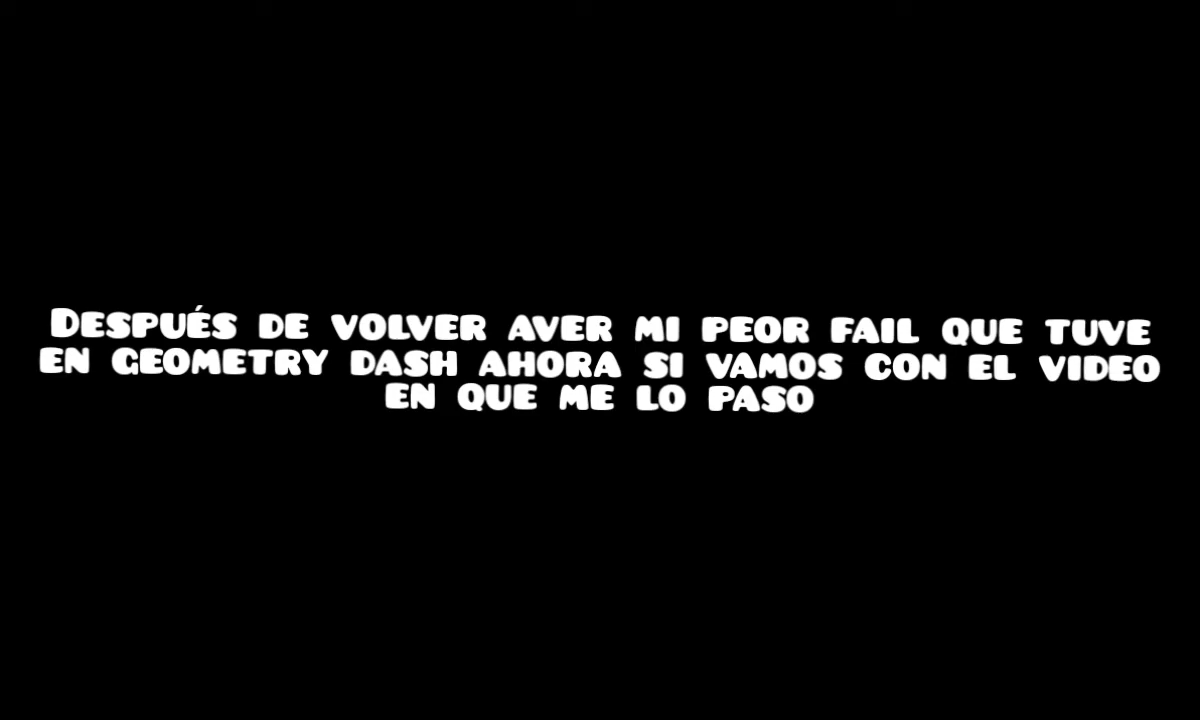 DESPUÉS DE VOLVER AVER MI PEOR FAIL QUE TUVE
EN GEOMETRY DASH AHORA SI VAMOS CON EL VIDEO
EN QUE ME LO PASO